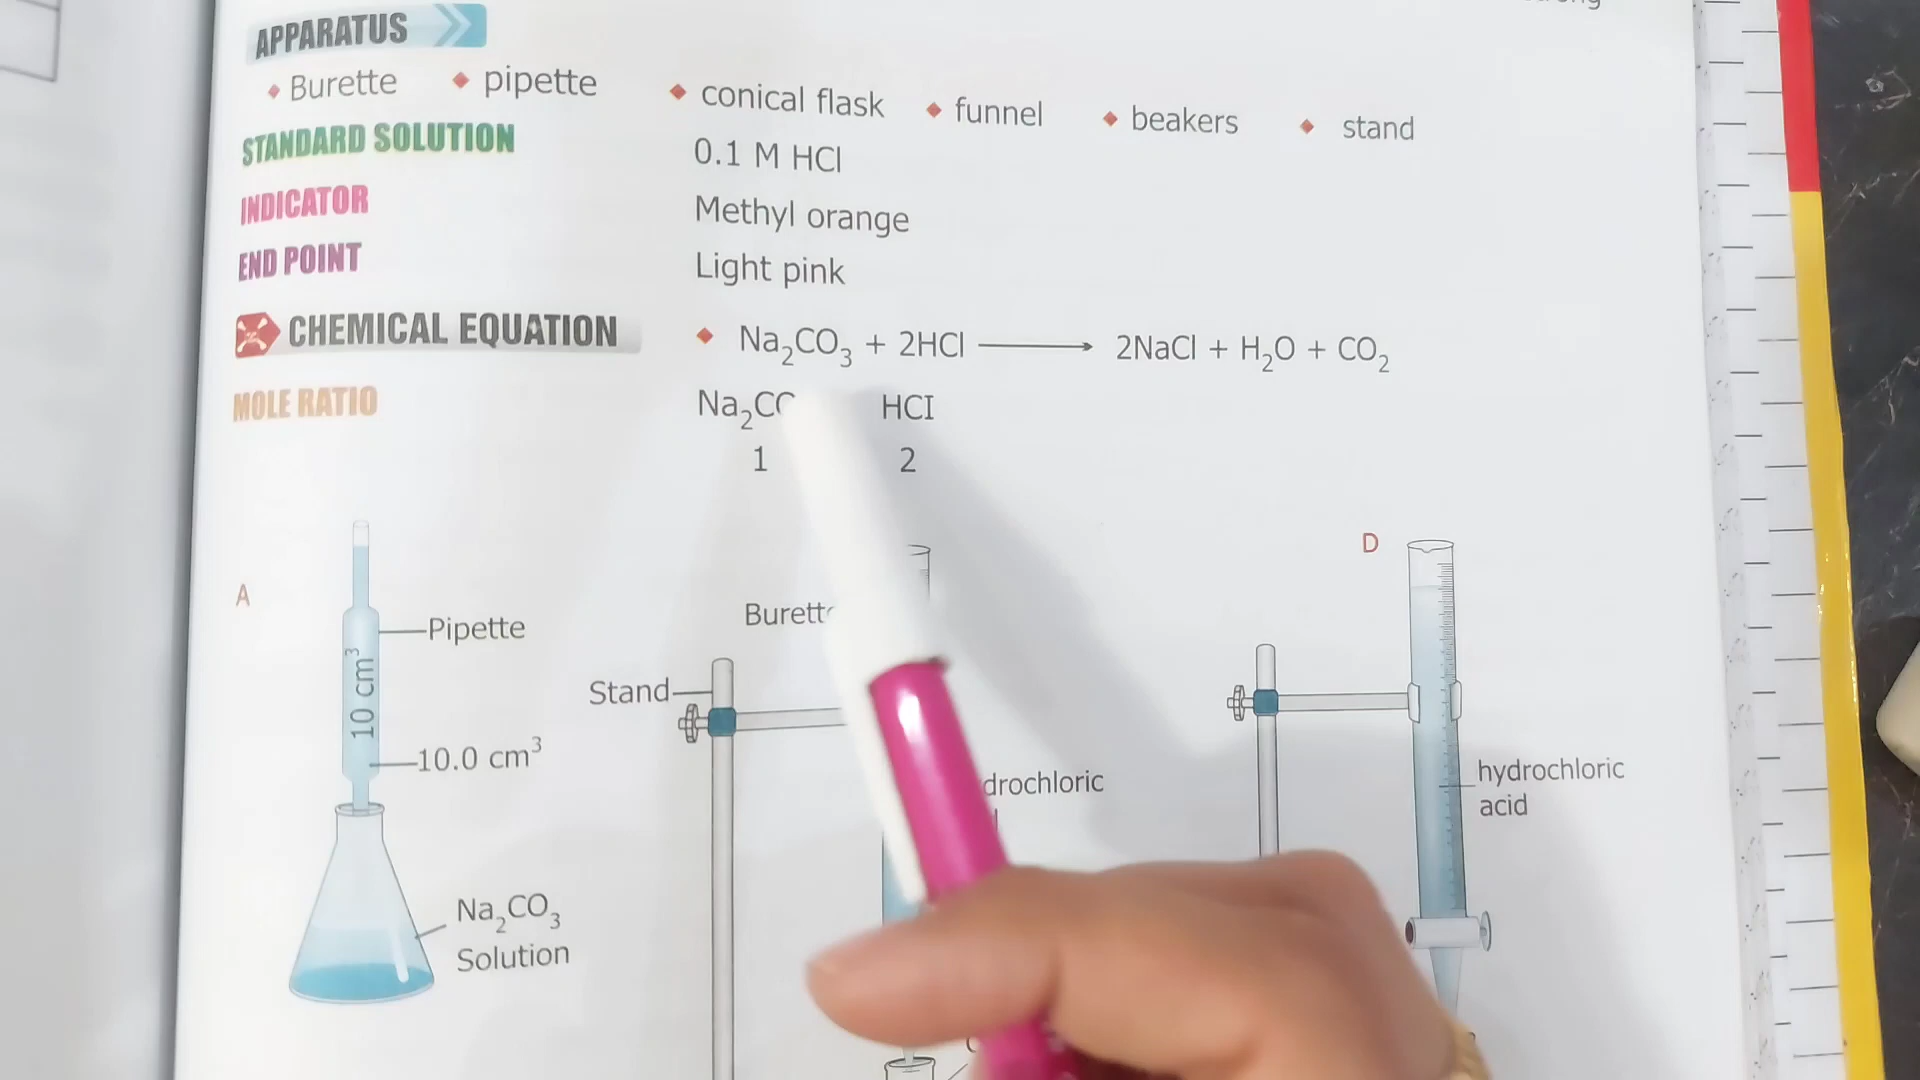 APPARATUS
Burette pipette conical flask funnel beakers stand
STANDARD SOLUTION 0.1 M HCl
INDICATOR Methyl orange
END POINT Light pink
CHEMICAL EQUATION Na₂CO₃ + 2HCl → 2NaCl + H₂O + CO₂
MOLE RATIO HCl
1 2
A
Pipette
10 cm³
10.0 cm³
Na₂CO₃
Solution
Stand
D
hydrochloric
acid